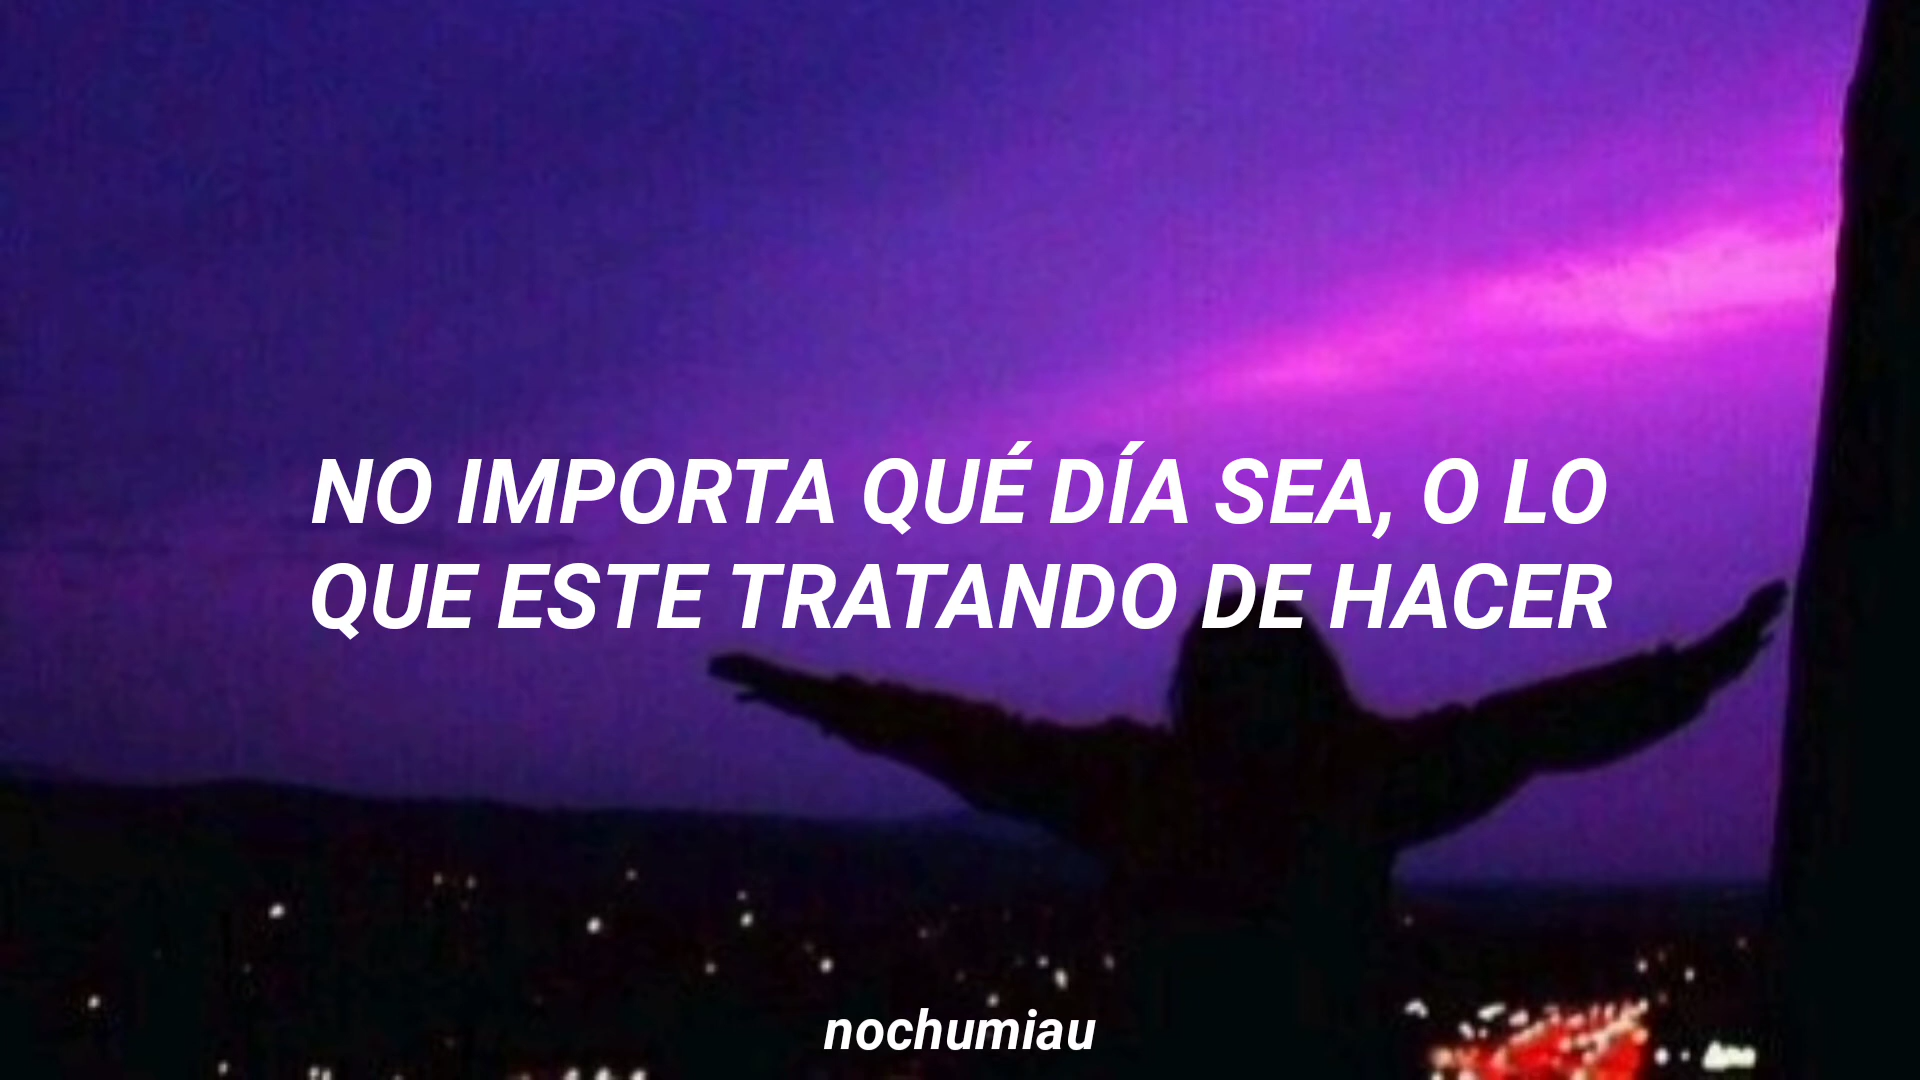 NO IMPORTA QUÉ DÍA SEA, O LO
QUE ESTE TRATANDO DE HACER
nochumiau